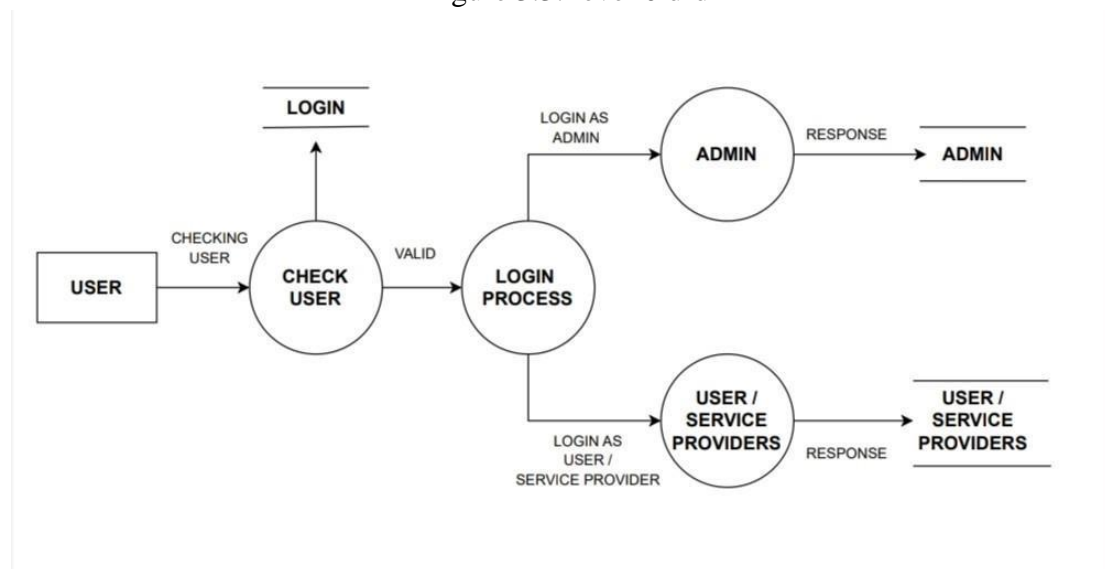 LOGIN
CHECKING
USER
USER
CHECK
USER
VALID
LOGIN
PROCESS
LOGIN AS
ADMIN
ADMIN
RESPONSE
ADMIN
LOGIN AS
USER /
SERVICE PROVIDER
USER /
SERVICE
PROVIDERS
RESPONSE
USER /
SERVICE
PROVIDERS